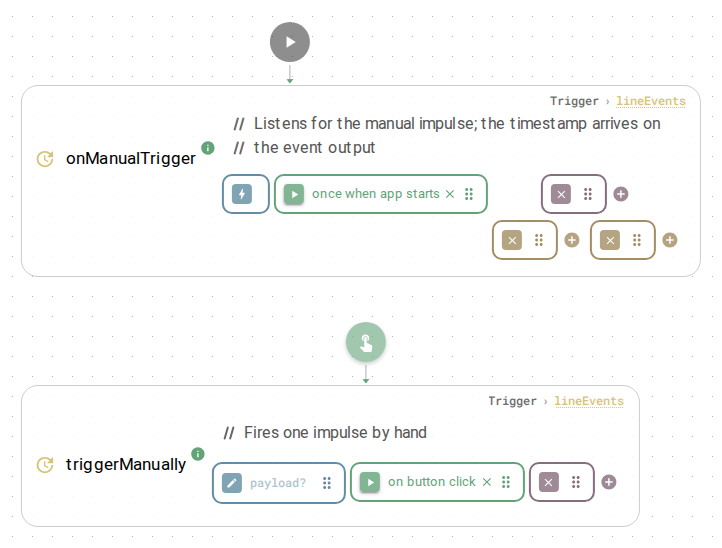 Trigger › lineEvents
// Listens for the manual impulse; the timestamp arrives on
// the event output
onManualTrigger
once when app starts
Trigger › lineEvents
// Fires one impulse by hand
triggerManually
payload?
on button click